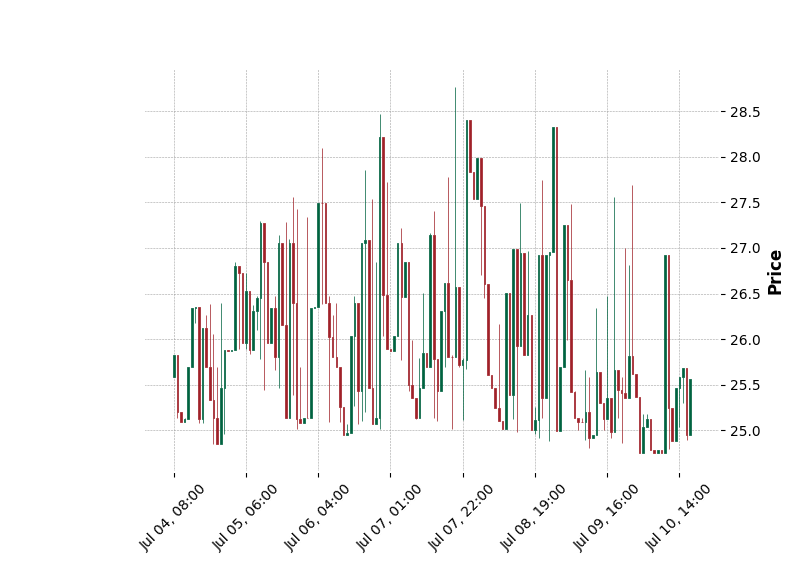 28.5
28.0
27.5
27.0
26.5
26.0
25.5
25.0
Price
Jul 04, 08:00
Jul 05, 06:00
Jul 06, 04:00
Jul 07, 01:00
Jul 07, 22:00
Jul 08, 19:00
Jul 09, 16:00
Jul 10, 14:00